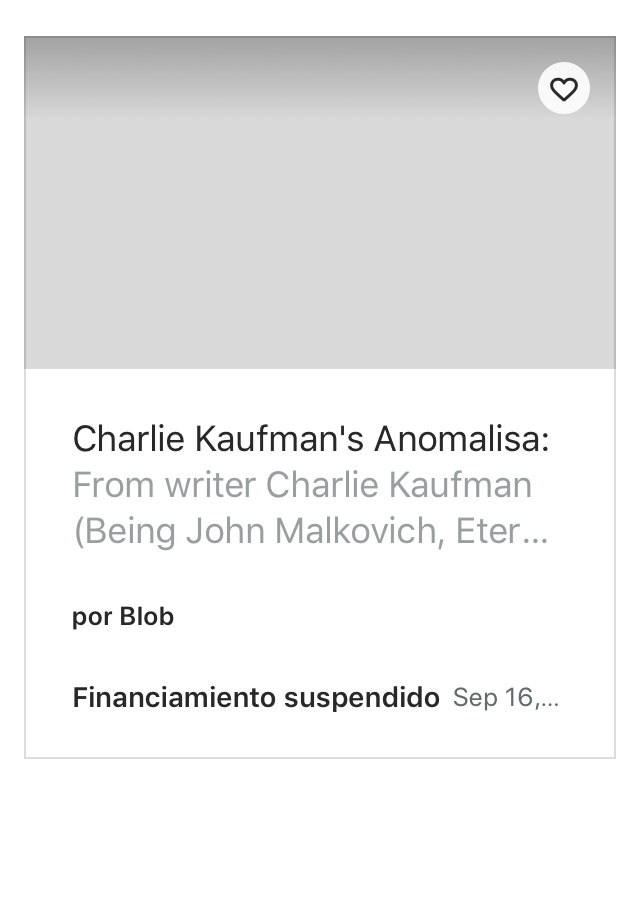 Charlie Kaufman's Anomalisa:
From writer Charlie Kaufman
(Being John Malkovich, Eter...
por Blob
Financiamiento suspendido Sep 16,...